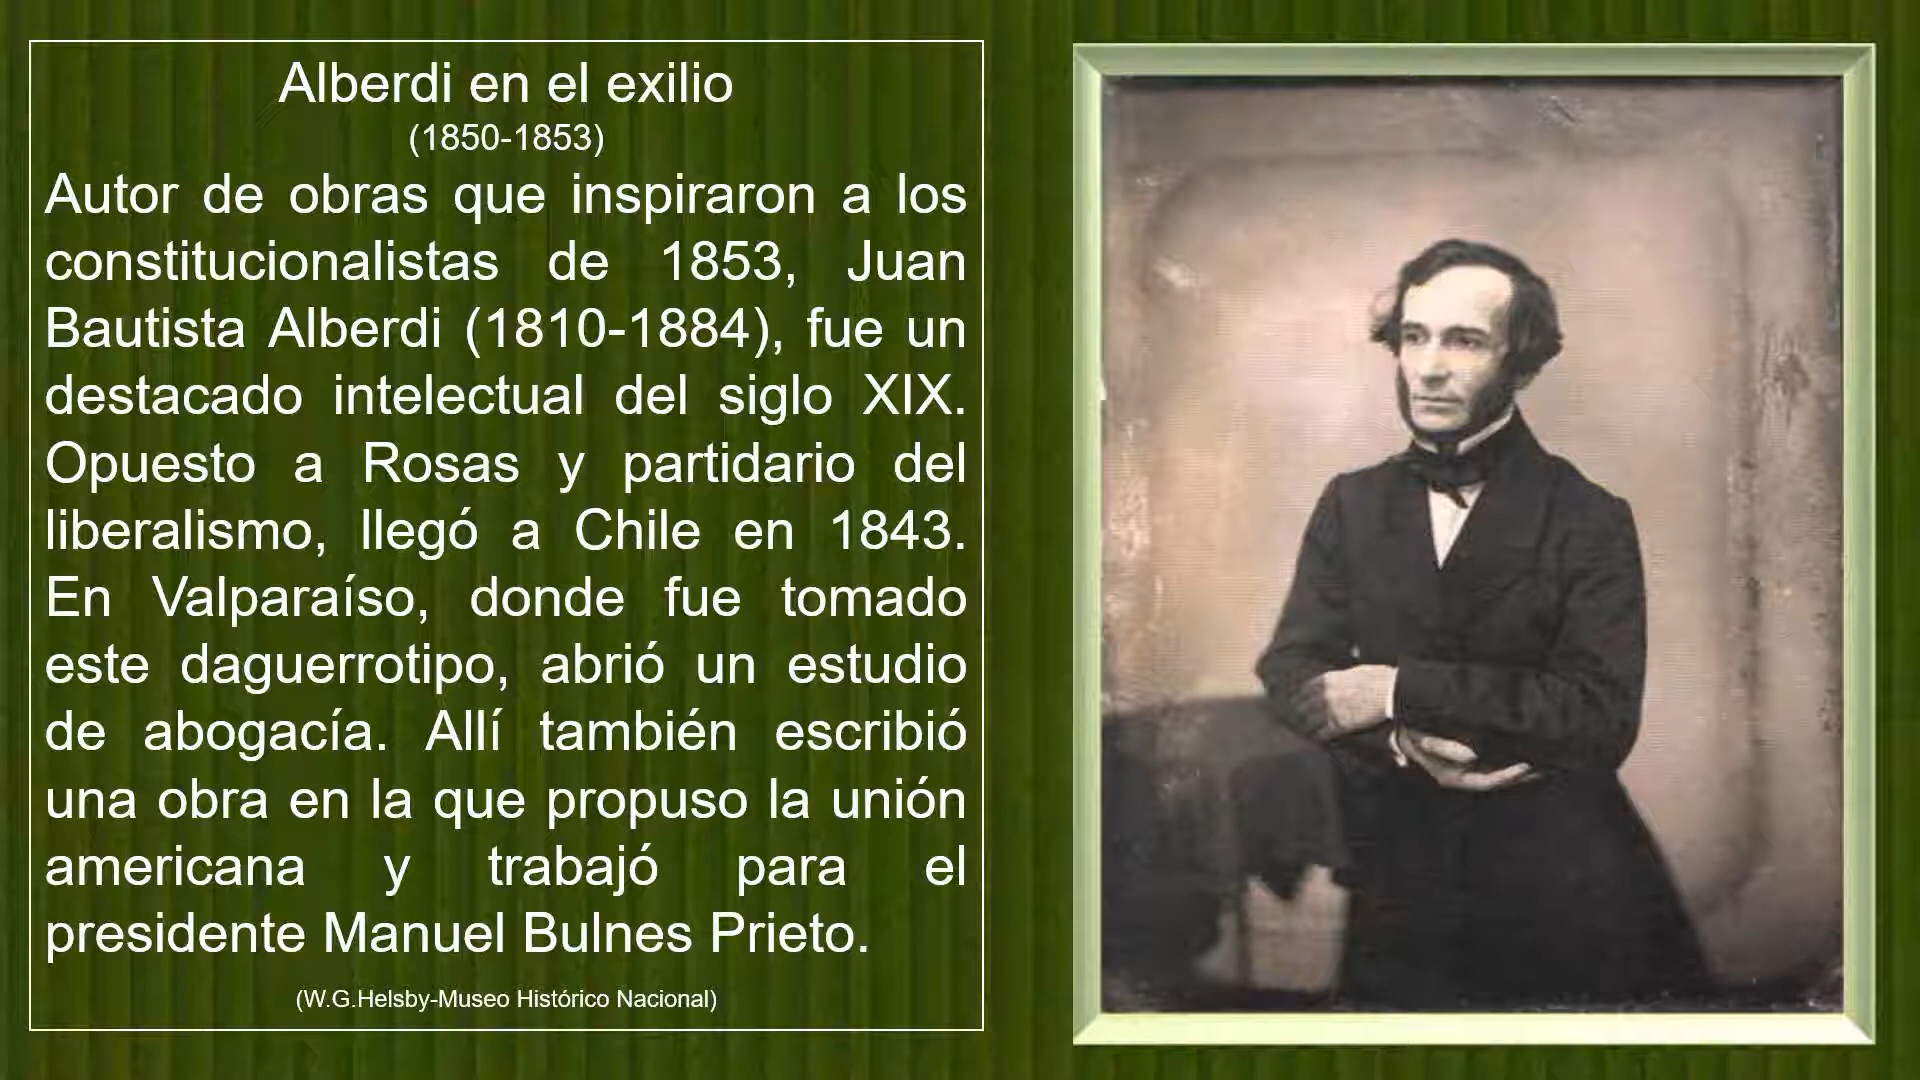 Alberdi en el exilio
(1850-1853)
Autor de obras que inspiraron a los
constitucionalistas de 1853, Juan
Bautista Alberdi (1810-1884), fue un
destacado intelectual del siglo XIX.
Opuesto a Rosas y partidario del
liberalismo, llegó a Chile en 1843.
En Valparaíso, donde fue tomado
este daguerrotipo, abrió un estudio
de abogacía. Allí también escribió
una obra en la que propuso la unión
americana y trabajó para el
presidente Manuel Bulnes Prieto.
(W.G.Helsby-Museo Histórico Nacional)